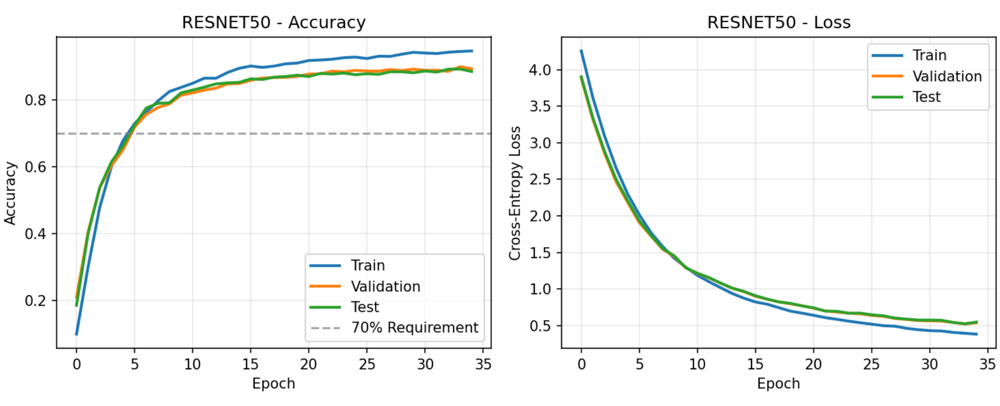 RESNET50 - Accuracy
Accuracy
0.8
0.6
0.4
0.2
Train
Validation
Test
70% Requirement
0 5 10 15 20 25 30 35
Epoch
RESNET50 - Loss
Cross-Entropy Loss
4.0
3.5
3.0
2.5
2.0
1.5
1.0
0.5
Train
Validation
Test
0 5 10 15 20 25 30 35
Epoch